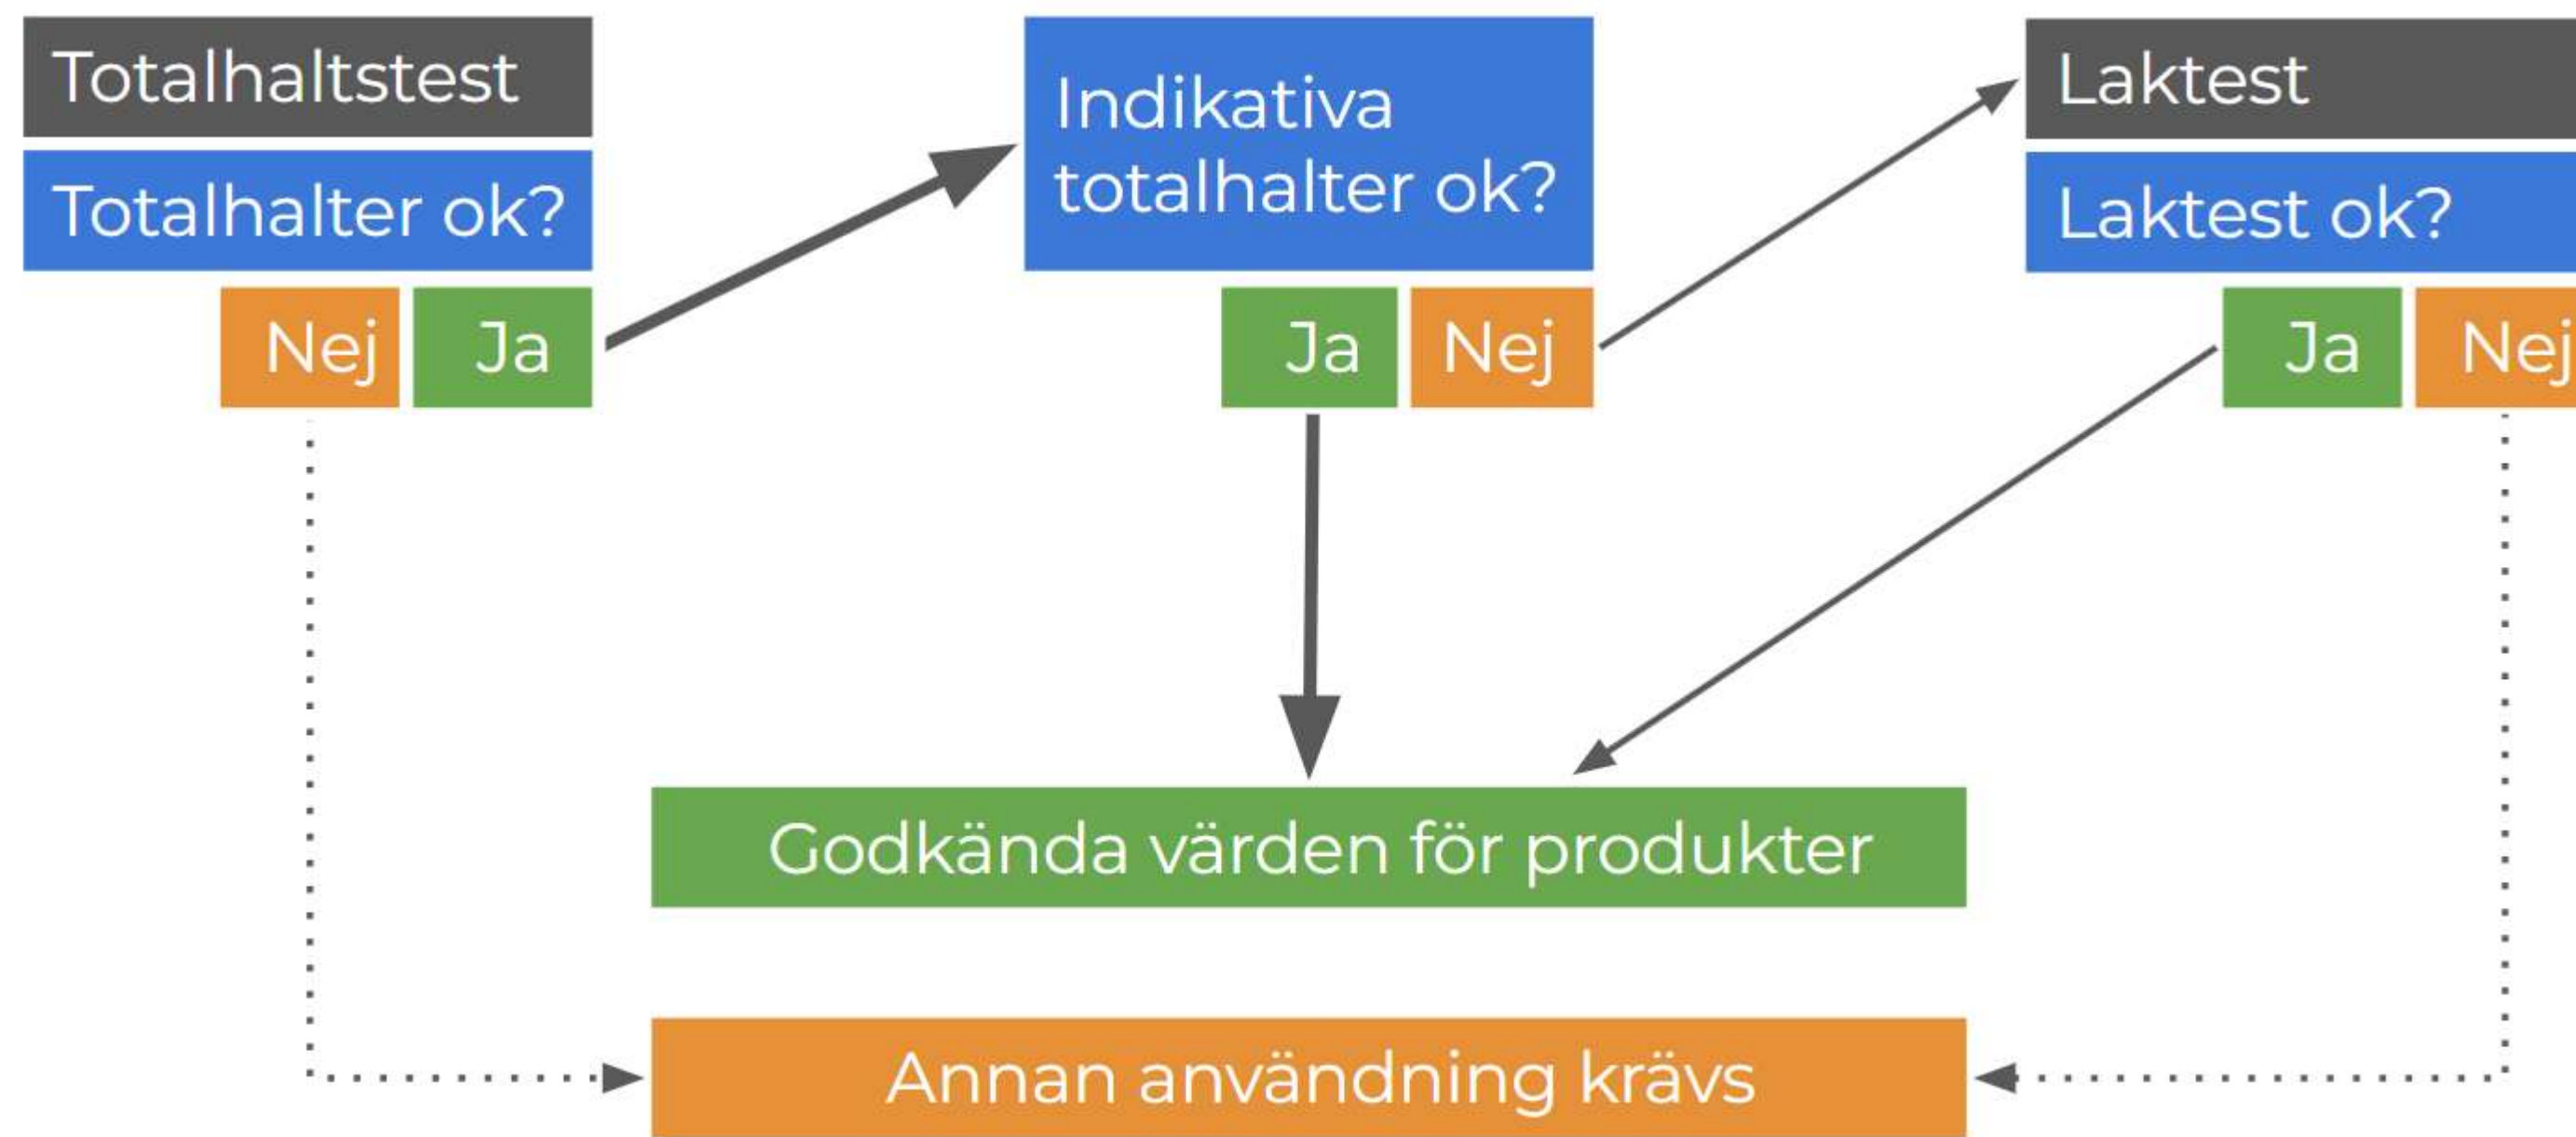 Totalhaltstest
Totalhalter ok?
Nej
Ja
Indikativa
totalhalter ok?
Ja
Nej
Laktest
Laktest ok?
Ja
Nej
Godkända värden för produkter
Annan användning krävs